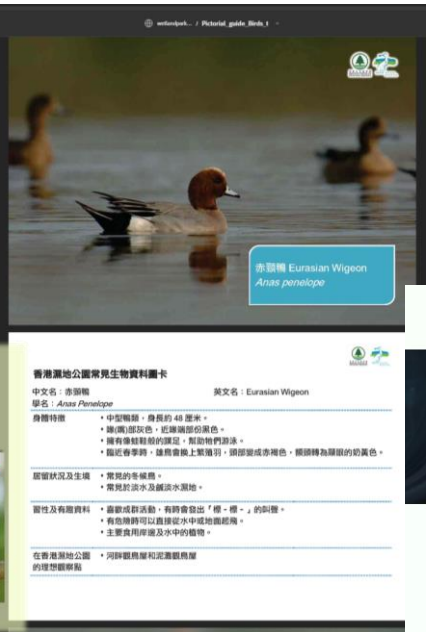 wetlandpark... / Pictorial_guide_Birds_1
赤頸鴨 Eurasian Wigeon
Anas penelope
香港濕地公園常見生物資料圖卡
中文名：赤頸鴨 英文名：Eurasian Wigeon
學名：Anas Penelope
身體特徵 • 中型鴨類，身長約 48 厘米。
• 喙(嘴)部灰色，近喙端部份黑色。
• 擁有像蛙鞋般的蹼足，幫助牠們游泳。
• 臨近春季時，雄鳥會換上繁殖羽，頭部變成赤褐色，額頭轉為顯眼的奶黃色。
居留狀況及生境 • 常見的冬候鳥。
• 常見於淡水及鹹淡水濕地。
習性及有趣資料 • 喜歡成群活動，有時會發出「標 - 標 -」的叫聲。
• 有危險時可以直接從水中或地面起飛。
• 主要食用岸邊及水中的植物。
在香港濕地公園 • 河畔觀鳥屋和泥灘觀鳥屋
的理想觀察點